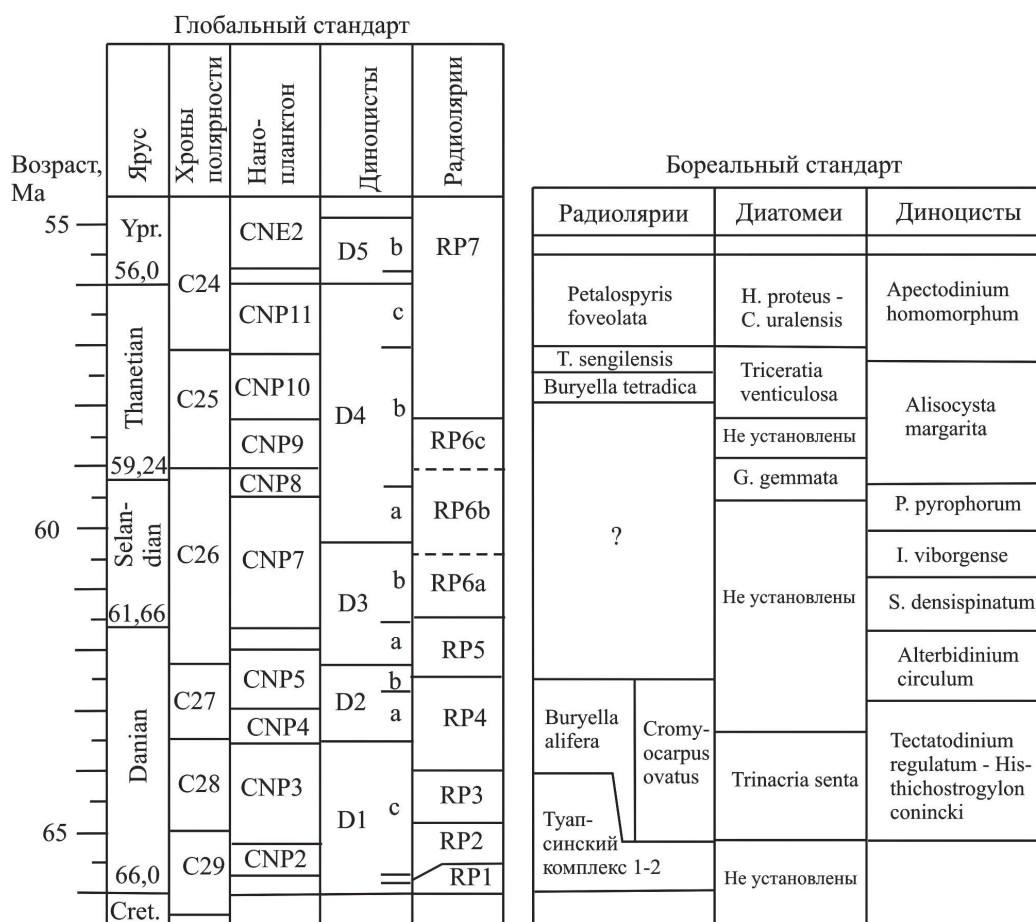 Глобальный стандарт
Возраст,
Ма
Ярус
Хроны
полярности
Нано-
планктон
Диноцисты
Радиолярии
55
60
65
Ypr.
56,0
Thanetian
59,24
Selan-
dian
61,66
Danian
66,0
Cret.
C24
C25
C26
C27
C28
C29
CNE2
CNP11
CNP10
CNP9
CNP8
CNP7
CNP5
CNP4
CNP3
CNP2
D5
b
D4
c
b
a
D3
b
a
D2
b
a
D1
c
RP7
RP6c
RP6b
RP6a
RP5
RP4
RP3
RP2
RP1
Бореальный стандарт
Радиолярии
Диатомеи
Диноцисты
Petalospyris
foveolata
T. sengilensis
Buryella tetradica
?
Buryella
alifera
Cromy-
ocarpus
ovatus
Туап-
синский
комплекс 1-2
H. proteus -
C. uralensis
Triceratia
venticulosa
Не установлены
G. gemmata
Не установлены
Trinacria senta
Не установлены
Apectodinium
homomorphum
Alisocysta
margarita
P. pyrophorum
I. viborgense
S. densispinatum
Alterbidinium
circulum
Tectatodinium
regulatum - His-
thichostrogylon
conincki